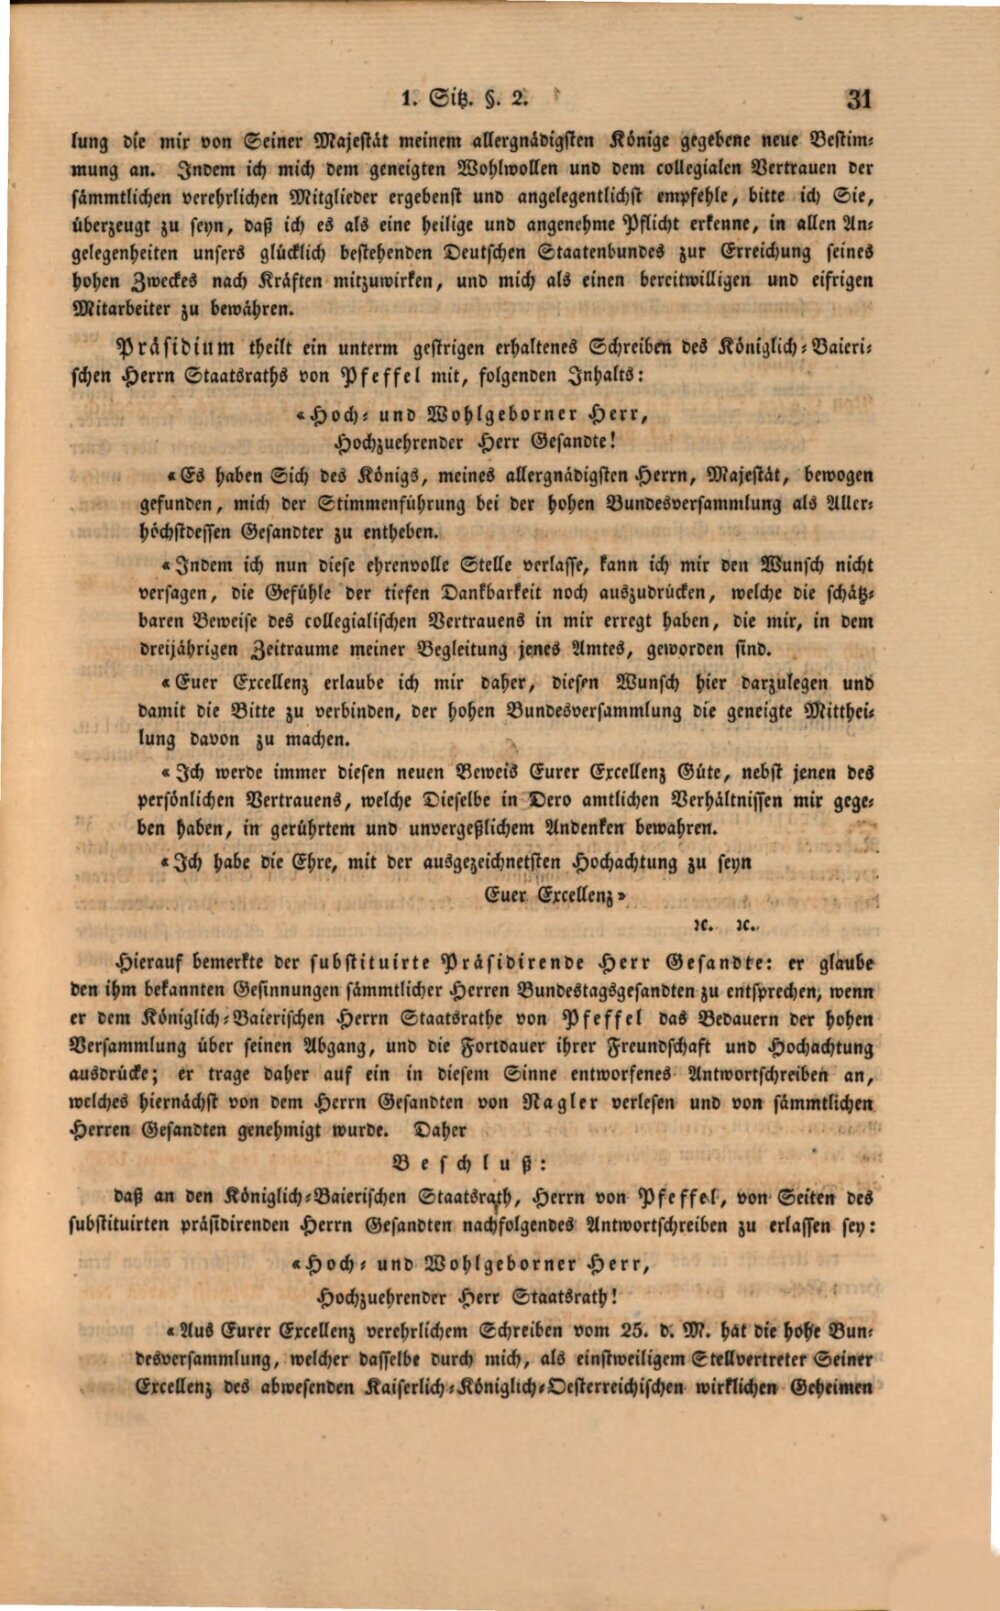 1. Sitz. §. 2. 31
lung die mir von Seiner Majestät meinem allergnädigsten Könige gegebene neue Bestim-
mung an. Indem ich mich dem geneigten Wohlwollen und dem collegialen Vertrauen der
sämmtlichen verehrlichen Mitglieder ergebenst und angelegentlichst empfehle, bitte ich Sie,
überzeugt zu seyn, daß ich es als eine heilige und angenehme Pflicht erkenne, in allen An-
gelegenheiten unsers glücklich bestehenden Deutschen Staatenbundes zur Erreichung seines
hohen Zweckes nach Kräften mitzuwirken, und mich als einen bereitwilligen und eifrigen
Mitarbeiter zu bewähren.
Präsidium theilt ein unterm gestrigen erhaltenes Schreiben des Königlich-Baieri-
schen Herrn Staatsraths von Pfeffel mit, folgenden Inhalts:
«Hoch- und Wohlgeborner Herr,
Hochzuehrender Herr Gesandte!
«Es haben Sich des Königs, meines allergnädigsten Herrn, Majestät, bewogen
gefunden, mich der Stimmenführung bei der hohen Bundesversammlung als Aller-
höchstdessen Gesandter zu entheben.
«Indem ich nun diese ehrenvolle Stelle verlasse, kann ich mir den Wunsch nicht
versagen, die Gefühle der tiefen Dankbarkeit noch auszudrücken, welche die schätz-
baren Beweise des collegialischen Vertrauens in mir erregt haben, die mir, in dem
dreijährigen Zeitraume meiner Begleitung jenes Amtes, geworden sind.
«Euer Excellenz erlaube ich mir daher, diesen Wunsch hier darzulegen und
damit die Bitte zu verbinden, der hohen Bundesversammlung die geneigte Mitthei-
lung davon zu machen.
«Ich werde immer diesen neuen Beweis Eurer Excellenz Güte, nebst jenen des
persönlichen Vertrauens, welche Dieselbe in Dero amtlichen Verhältnissen mir gege-
ben haben, in gerührtem und unvergeßlichem Andenken bewahren.
«Ich habe die Ehre, mit der ausgezeichnetsten Hochachtung zu seyn
Euer Excellenz»
ꝛc. ꝛc.
Hierauf bemerkte der substituirte Präsidirende Herr Gesandte: er glaube
den ihm bekannten Gesinnungen sämmtlicher Herren Bundestagsgesandten zu entsprechen, wenn
er dem Königlich-Baierischen Herrn Staatsrathe von Pfeffel das Bedauern der hohen
Versammlung über seinen Abgang, und die Fortdauer ihrer Freundschaft und Hochachtung
ausdrücke; er trage daher auf ein in diesem Sinne entworfenes Antwortschreiben an,
welches hiernächst von dem Herrn Gesandten von Nagler verlesen und von sämmtlichen
Herren Gesandten genehmigt wurde. Daher
Beschluß:
daß an den Königlich-Baierischen Staatsrath, Herrn von Pfeffel, von Seiten des
substituirten präsidirenden Herrn Gesandten nachfolgendes Antwortschreiben zu erlassen sey:
«Hoch- und Wohlgeborner Herr,
Hochzuehrender Herr Staatsrath!
«Aus Eurer Excellenz verehrlichem Schreiben vom 25. d. M. hat die hohe Bun-
desversammlung, welcher dasselbe durch mich, als einstweiligem Stellvertreter Seiner
Excellenz des abwesenden Kaiserlich-Königlich-Oesterreichischen wirklichen Geheimen